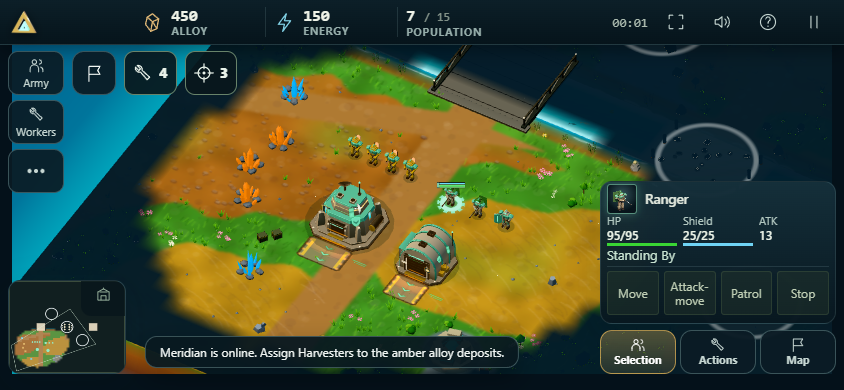 450
ALLOY
150
ENERGY
7 / 15
POPULATION
00:01
Army
4
3
Workers
Ranger
HP
Shield
ATK
95/95
25/25
13
Standing By
Move
Attack-
move
Patrol
Stop
Meridian is online. Assign Harvesters to the amber alloy deposits.
Selection
Actions
Map